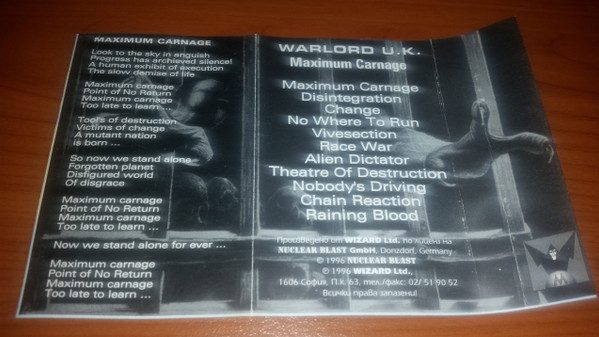 MAXIMUM CARNAGE
Look to the sky in anguish
Progress has archieved silence!
A human exhibit of execution
The slow demise of life
Maximum carnage
Point of No Return
Maximum carnage
Too late to learn ...
Tools of destruction
Victims of change
A mutant nation
is born ...
So now we stand alone
Forgotten planet
Disfigured world
Of disgrace
Maximum carnage
Point of No Return
Maximum carnage
Too late to learn ...
Now we stand alone for ever ...
Maximum carnage
Point of No Return
Maximum carnage
Too late to learn ...
WARLORD U.K.
Maximum Carnage
Maximum Carnage
Disintegration
Change
No Where To Run
Vivesection
Race War
Alien Dictator
Theatre Of Destruction
Nobody's Driving
Chain Reaction
Raining Blood
Произведено от WIZARD Ltd. по лиценз на
NUCLEAR BLAST GmbH, Donzdorf, Germany
© 1996 NUCLEAR BLAST
℗ 1996 WIZARD Ltd.,
1606 София, П.к. 63, тел./факс: 02/ 51 90 52
Всички права запазени!